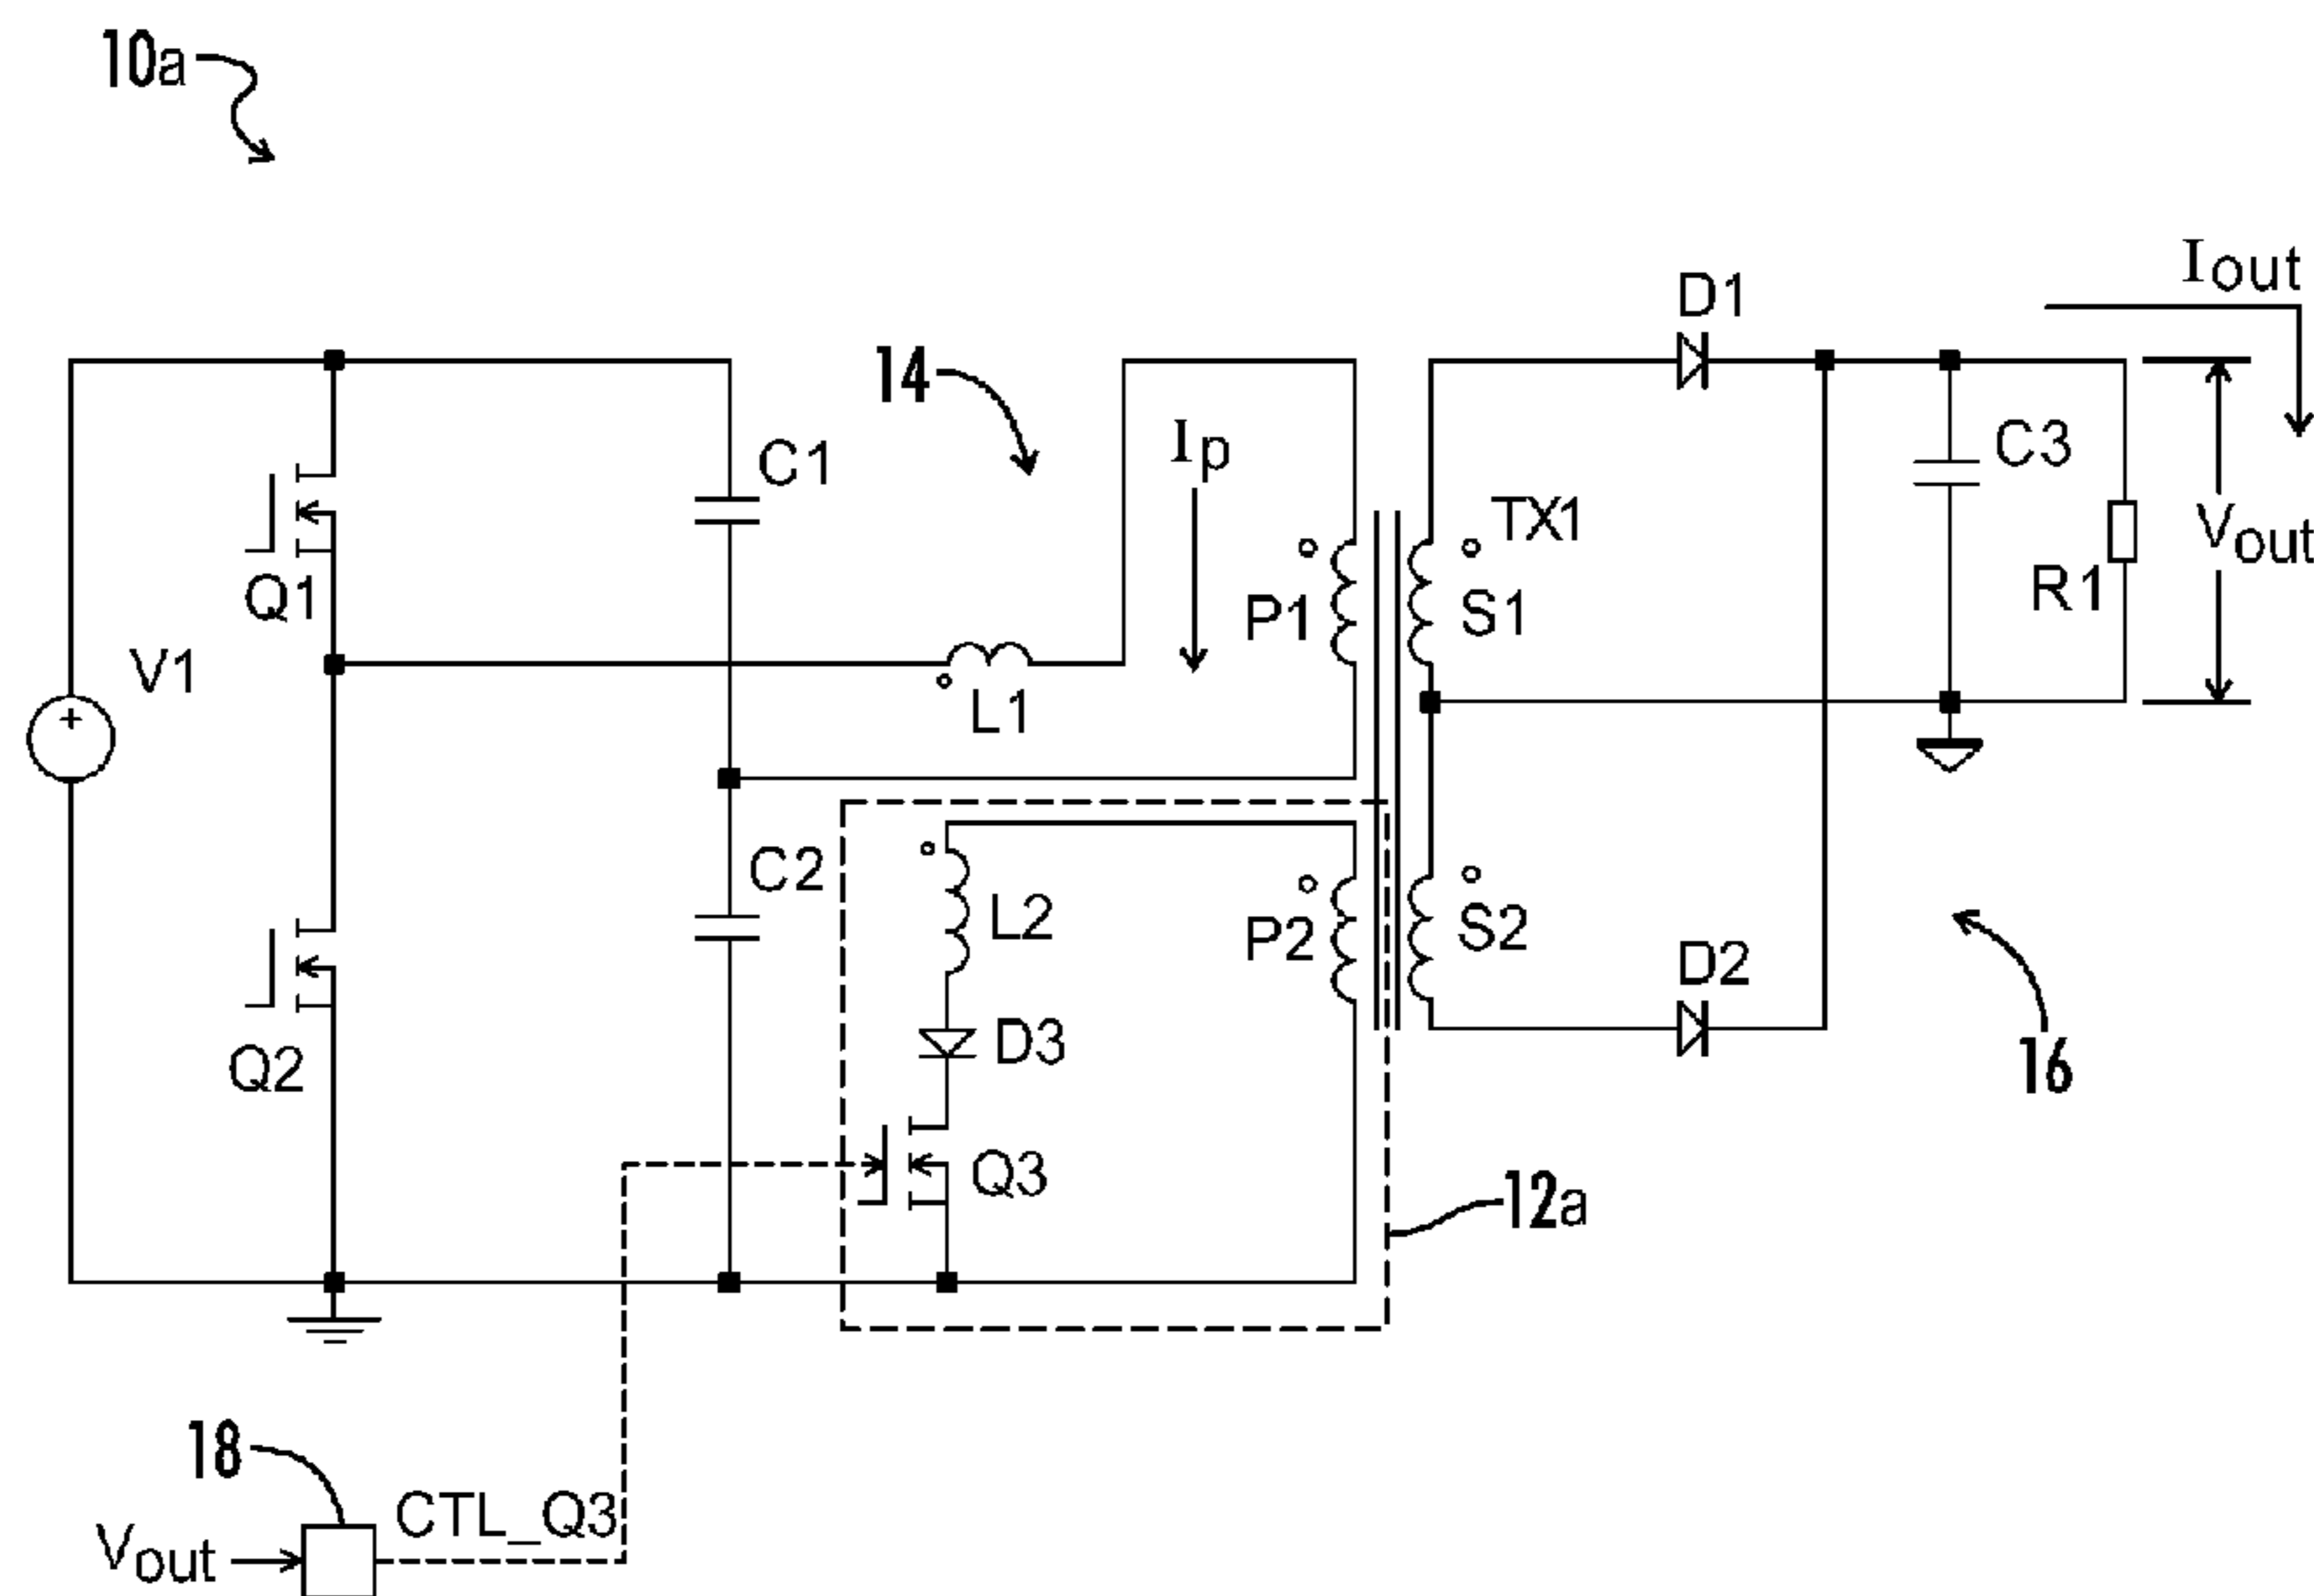 10a
Iout
D1
14
Ip
C1
C3
TX1
Vout
Q1
P1
S1
R1
V1
L1
C2
L2
P2
S2
D2
Q2
D3
16
Q3
12a
18
CTL_Q3
Vout